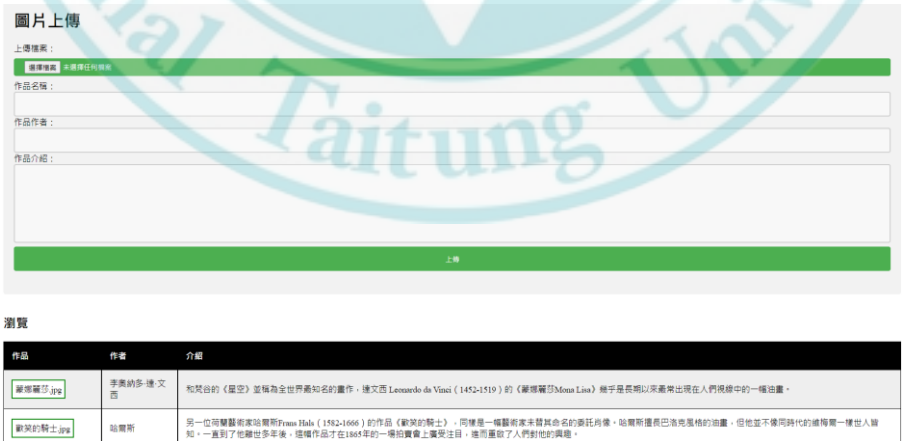 圖片上傳
上傳檔案：
選擇檔案 未選擇任何檔案
作品名稱：
作品作者：
作品介紹：
上傳
瀏覽
作品 作者 介紹
蒙娜麗莎.jpg 李奧納多·達·文西 和梵谷的《星空》並稱為全世界最知名的畫作，達文西 Leonardo da Vinci（1452-1519）的《蒙娜麗莎Mona Lisa》幾乎是長期以來最常出現在人們視線中的一幅油畫。
歡笑的騎士.jpg 哈爾斯 另一位荷蘭藝術家哈爾斯Frans Hals（1582-1666）的作品《歡笑的騎士》，同樣是一幅藝術家未替其命名的委託肖像。哈爾斯擅長巴洛克風格的油畫，但他並不像同時代的維梅爾一樣世人皆
知。一直到了他離世多年後，這幅作品才在1865年的一場拍賣會上廣受注目，進而重啟了人們對他的興趣。
nal Taitung Univ